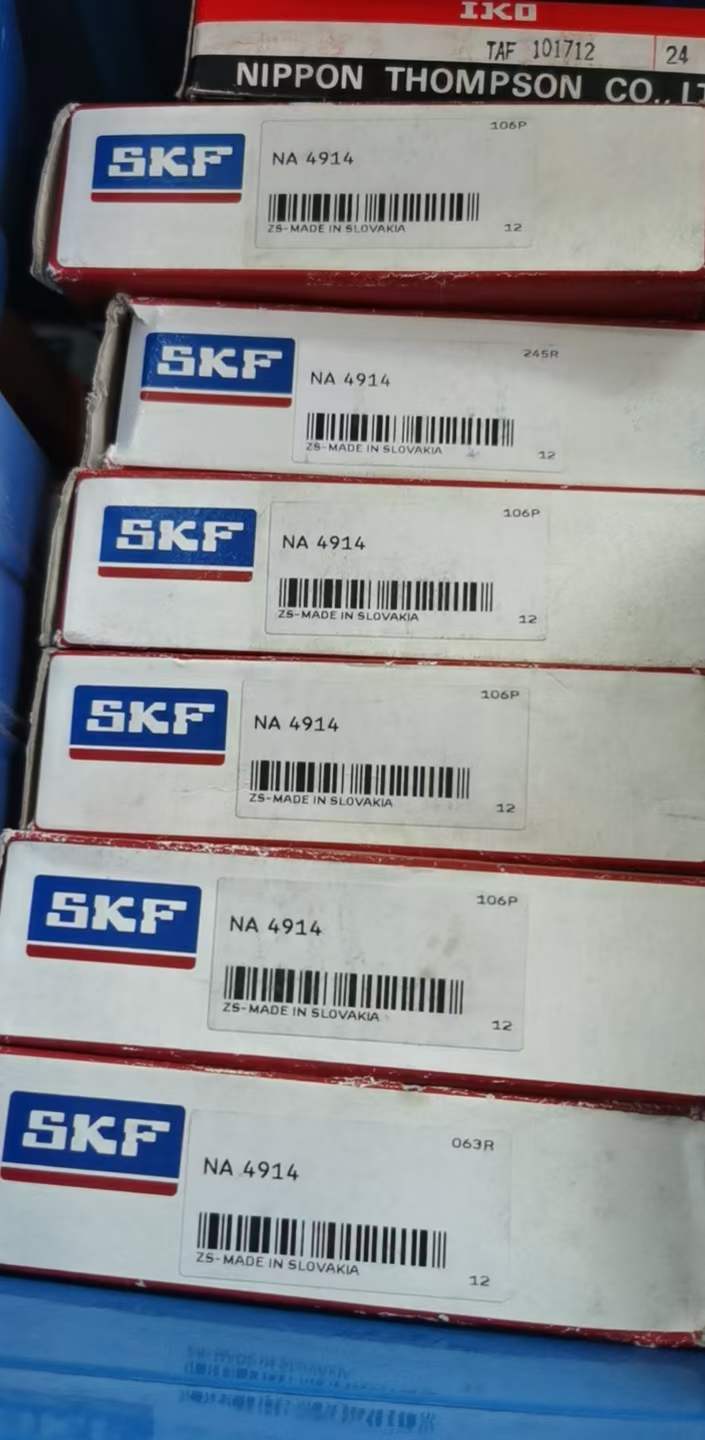 IKO
TAF 101712 24
NIPPON THOMPSON CO., LT
106P
SKF
NA 4914
ZS-MADE IN SLOVAKIA
12
245R
SKF
NA 4914
ZS-MADE IN SLOVAKIA
12
106P
SKF
NA 4914
ZS-MADE IN SLOVAKIA
12
106P
SKF
NA 4914
ZS-MADE IN SLOVAKIA
12
106P
SKF
NA 4914
ZS-MADE IN SLOVAKIA
12
063R
SKF
NA 4914
ZS-MADE IN SLOVAKIA
12